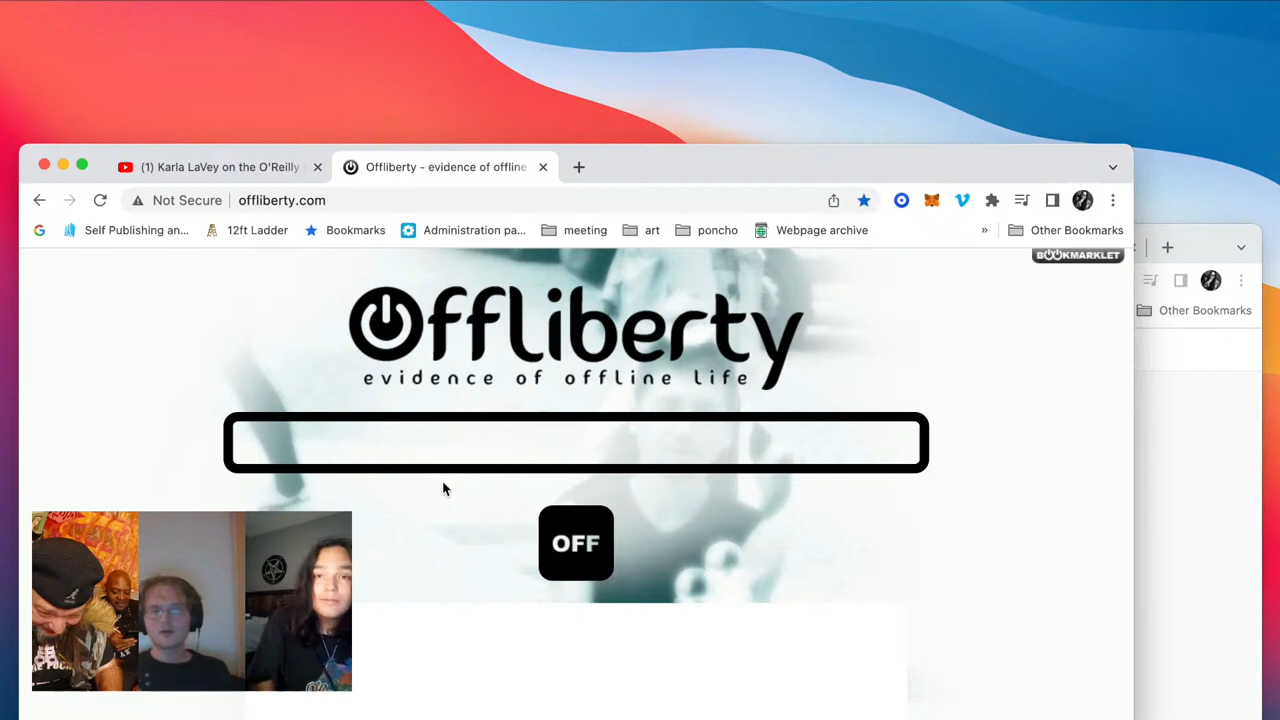 (1) Karla LaVey on the O'Reilly
Offliberty - evidence of offline
Not Secure
offliberty.com
G
Self Publishing an...
12ft Ladder
Bookmarks
Administration pa...
meeting
art
poncho
Webpage archive
»
Other Bookmarks
Other Bookmarks
BOOKMARKLET
Offliberty
evidence of offline life
OFF